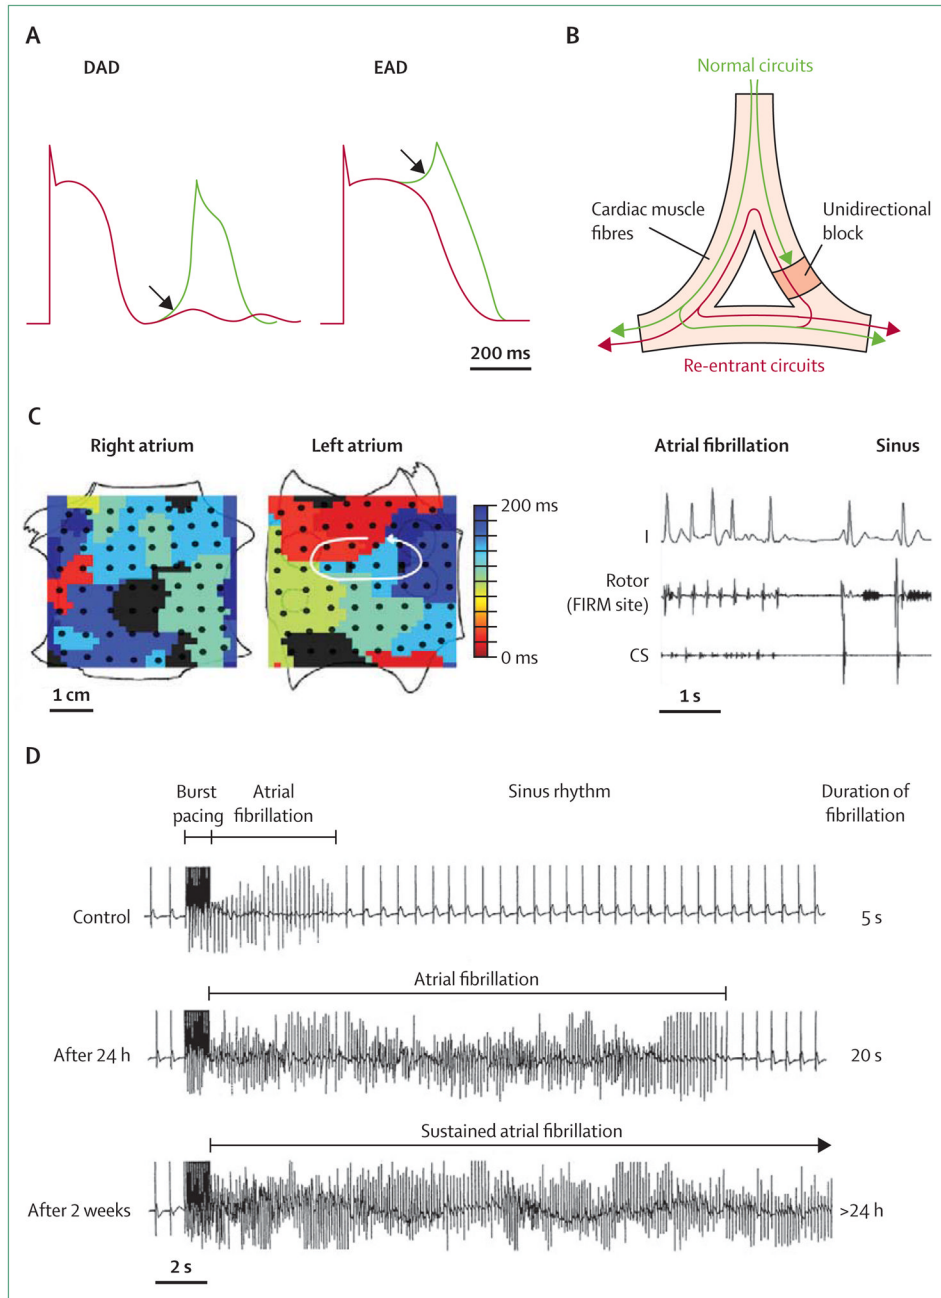 A
DAD
EAD
200 ms
B
Normal circuits
Cardiac muscle
fibres
Unidirectional
block
Re-entrant circuits
C
Right atrium
Left atrium
200 ms
0 ms
1 cm
Atrial fibrillation
Sinus
I
Rotor
(FIRM site)
CS
1 s
D
Burst
pacing
Atrial
fibrillation
Sinus rhythm
Duration of
fibrillation
Control
5 s
Atrial fibrillation
After 24 h
20 s
Sustained atrial fibrillation
After 2 weeks
>24 h
2 s